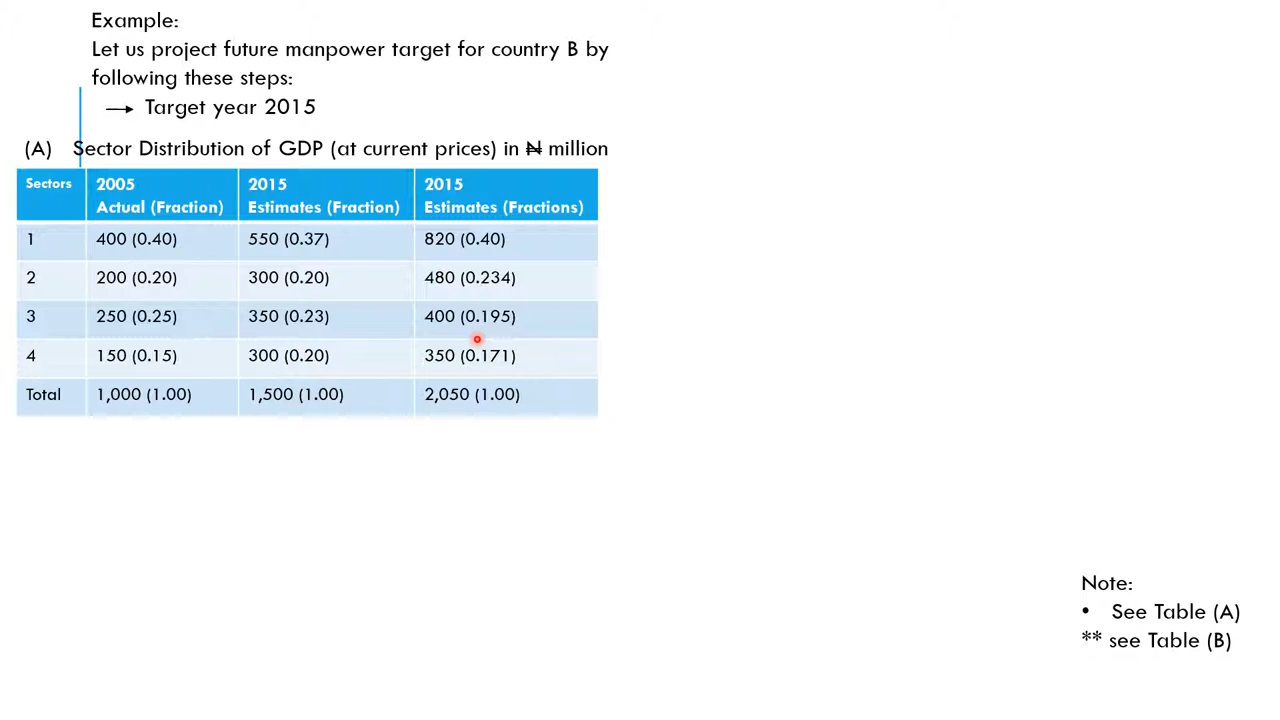 Example:
Let us project future manpower target for country B by
following these steps:
Target year 2015
(A) Sector Distribution of GDP (at current prices) in ₦ million
Sectors 2005 Actual (Fraction) 2015 Estimates (Fraction) 2015 Estimates (Fractions)
1 400 (0.40) 550 (0.37) 820 (0.40)
2 200 (0.20) 300 (0.20) 480 (0.234)
3 250 (0.25) 350 (0.23) 400 (0.195)
4 150 (0.15) 300 (0.20) 350 (0.171)
Total 1,000 (1.00) 1,500 (1.00) 2,050 (1.00)
Note:
• See Table (A)
** see Table (B)